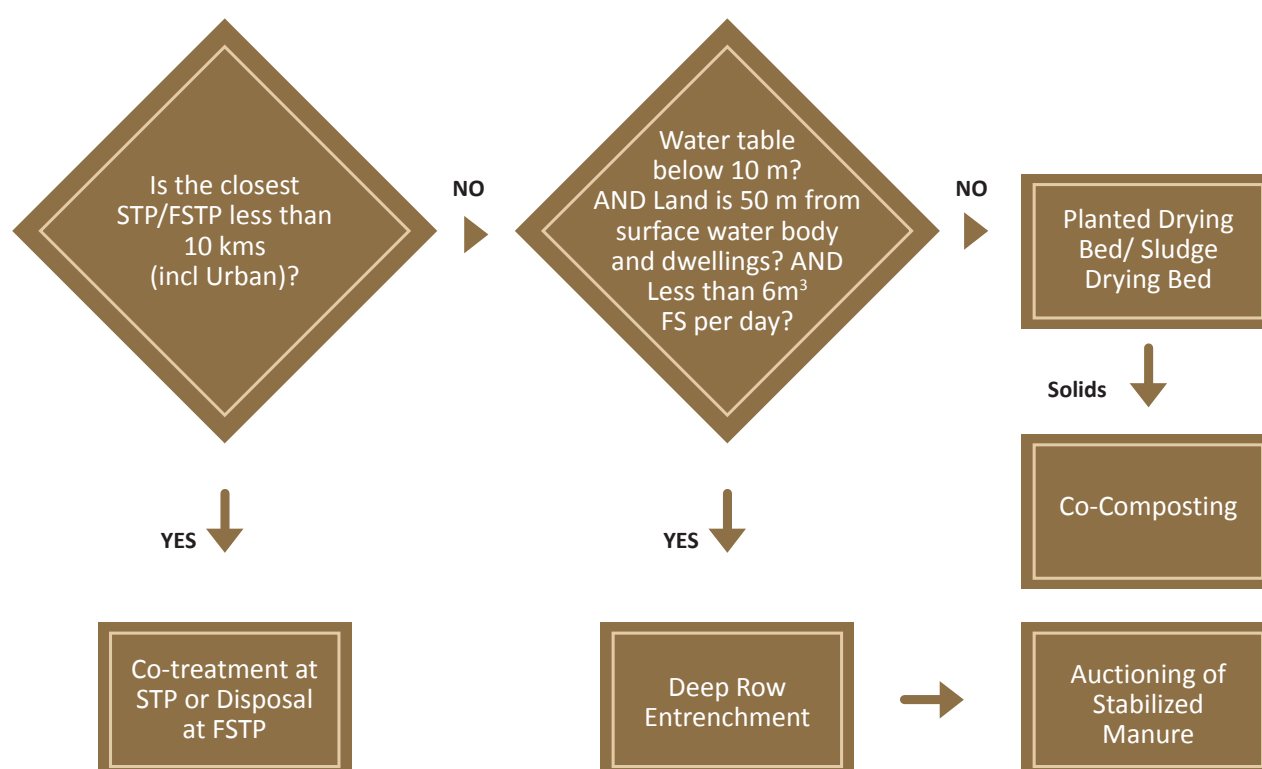 Is the closest
STP/FSTP less than
10 kms
(incl Urban)?
NO
Water table
below 10 m?
AND Land is 50 m from
surface water body
and dwellings? AND
Less than 6m³
FS per day?
NO
Planted Drying
Bed/ Sludge
Drying Bed
Solids
Co-Composting
YES
YES
Co-treatment at
STP or Disposal
at FSTP
Deep Row
Entrenchment
Auctioning of
Stabilized
Manure